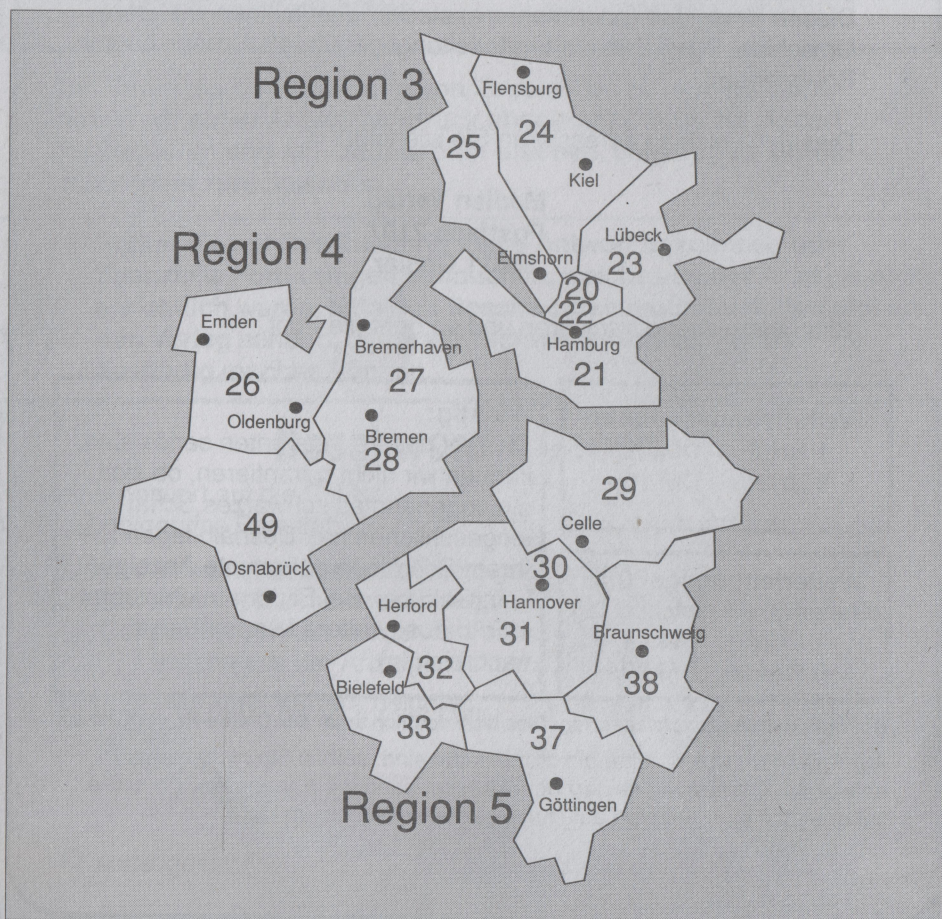 Region 3
Flensburg
24
25
Kiel
Lübeck
23
Elmshorn
20
22
Hamburg
21
Region 4
Emden
26
Oldenburg
Bremerhaven
27
Bremen
28
49
Osnabrück
29
Celle
30
Hannover
31
Herford
32
Bielefeld
33
Braunschweig
38
37
Göttingen
Region 5